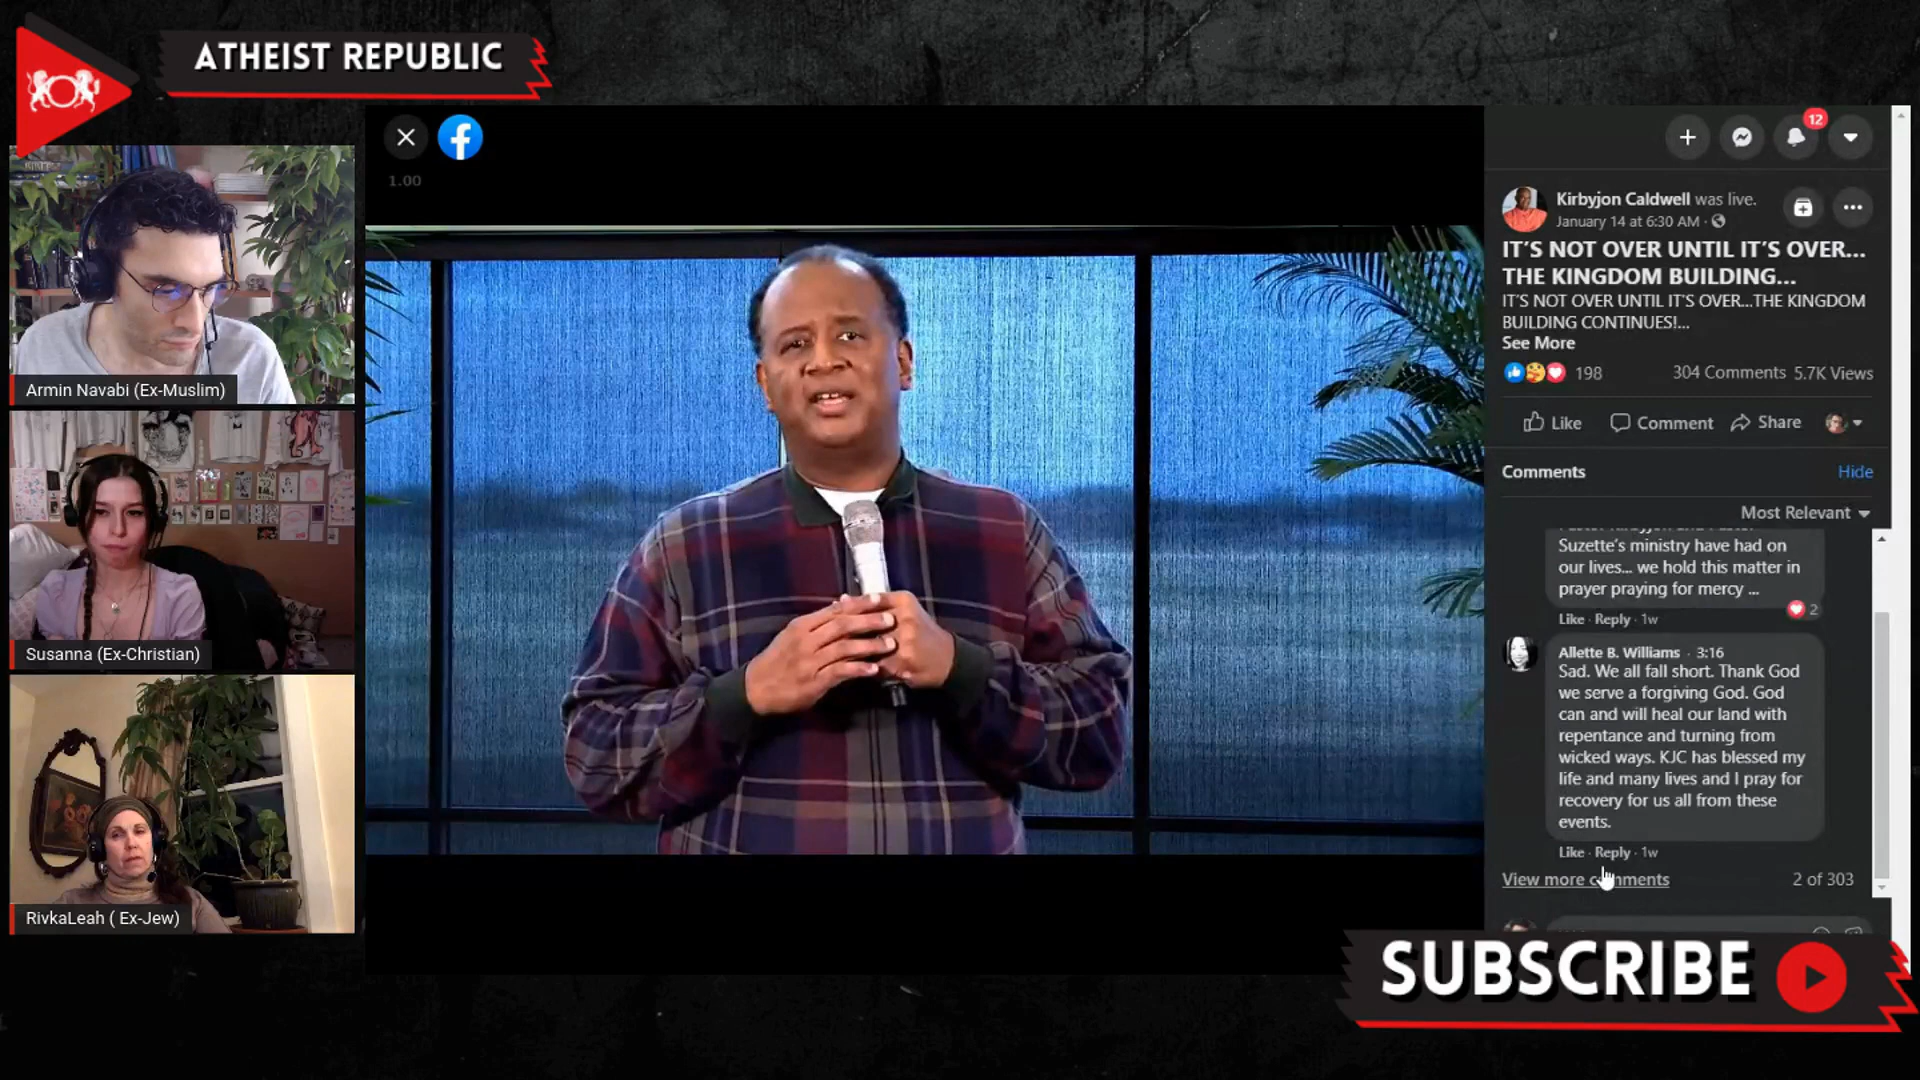 ATHEIST REPUBLIC
1.00
12
Kirbyjon Caldwell was live.
January 14 at 6:30 AM ·
IT'S NOT OVER UNTIL IT'S OVER...
THE KINGDOM BUILDING...
IT'S NOT OVER UNTIL IT'S OVER...THE KINGDOM
BUILDING CONTINUES!...
See More
198
304 Comments 5.7K Views
Like
Comment
Share
Comments
Hide
Most Relevant
Suzette's ministry have had on
our lives... we hold this matter in
prayer praying for mercy ...
2
Like · Reply · 1w
Allette B. Williams · 3:16
Sad. We all fall short. Thank God
we serve a forgiving God. God
can and will heal our land with
repentance and turning from
wicked ways. KJC has blessed my
life and many lives and I pray for
recovery for us all from these
events.
Like · Reply · 1w
View more comments
2 of 303
Armin Navabi (Ex-Muslim)
Susanna (Ex-Christian)
RivkaLeah ( Ex-Jew)
SUBSCRIBE